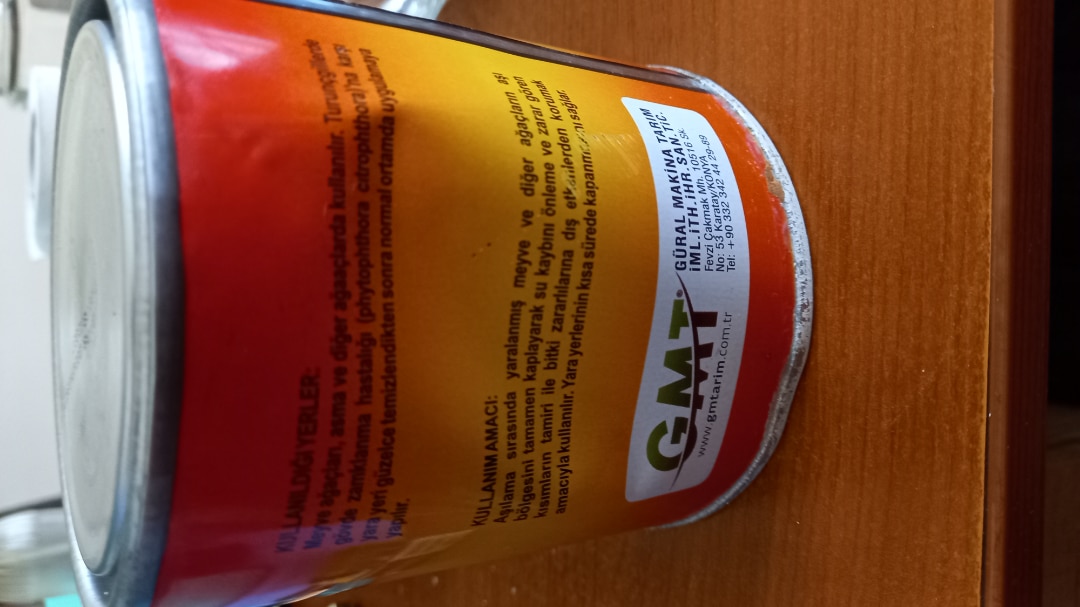 KULLANILDIĞI YERLER:
Meyve ağaçları, asma ve diğer ağaçlarda kullanılır. Turunçgillerde
gövde zamklanma hastalığı (phytophthora citrophthora)'na karşı
yara yeri güzelce temizlendikten sonra normal ortamda uygulamaya
yapılır.
KULLANIM AMACI:
Aşılama sırasında yaralanmış meyve ve diğer ağaçların aşı
bölgesini tamamen kaplayarak su kaybını önleme ve zarar gören
kısımların tamiri ile bitki zararlılarına dış etkenlerden korumak
amacıyla kullanılır. Yara yerlerinin kısa sürede kapanmasını sağlar.
GMT®
www.gmtarim.com.tr
GÜRAL MAKİNA TARIM
İML.İTH.İHR.SAN.TİC.
Fevzi Çakmak Mh. 10516 Sk.
No: 53 Karatay/KONYA
Tel: +90 332 342 44 29-89